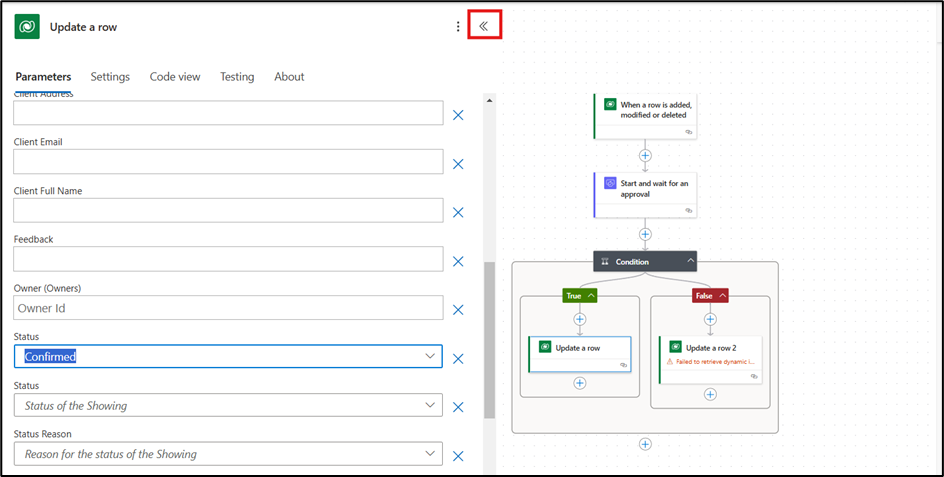 Update a row
Parameters Settings Code view Testing About
Client Address
Client Email
Client Full Name
Feedback
Owner (Owners)
Owner Id
Status
Confirmed
Status
Status of the Showing
Status Reason
Reason for the status of the Showing
When a row is added,
modified or deleted
Start and wait for an
approval
Condition
True
False
Update a row
Update a row 2
Failed to retrieve dynamic i...